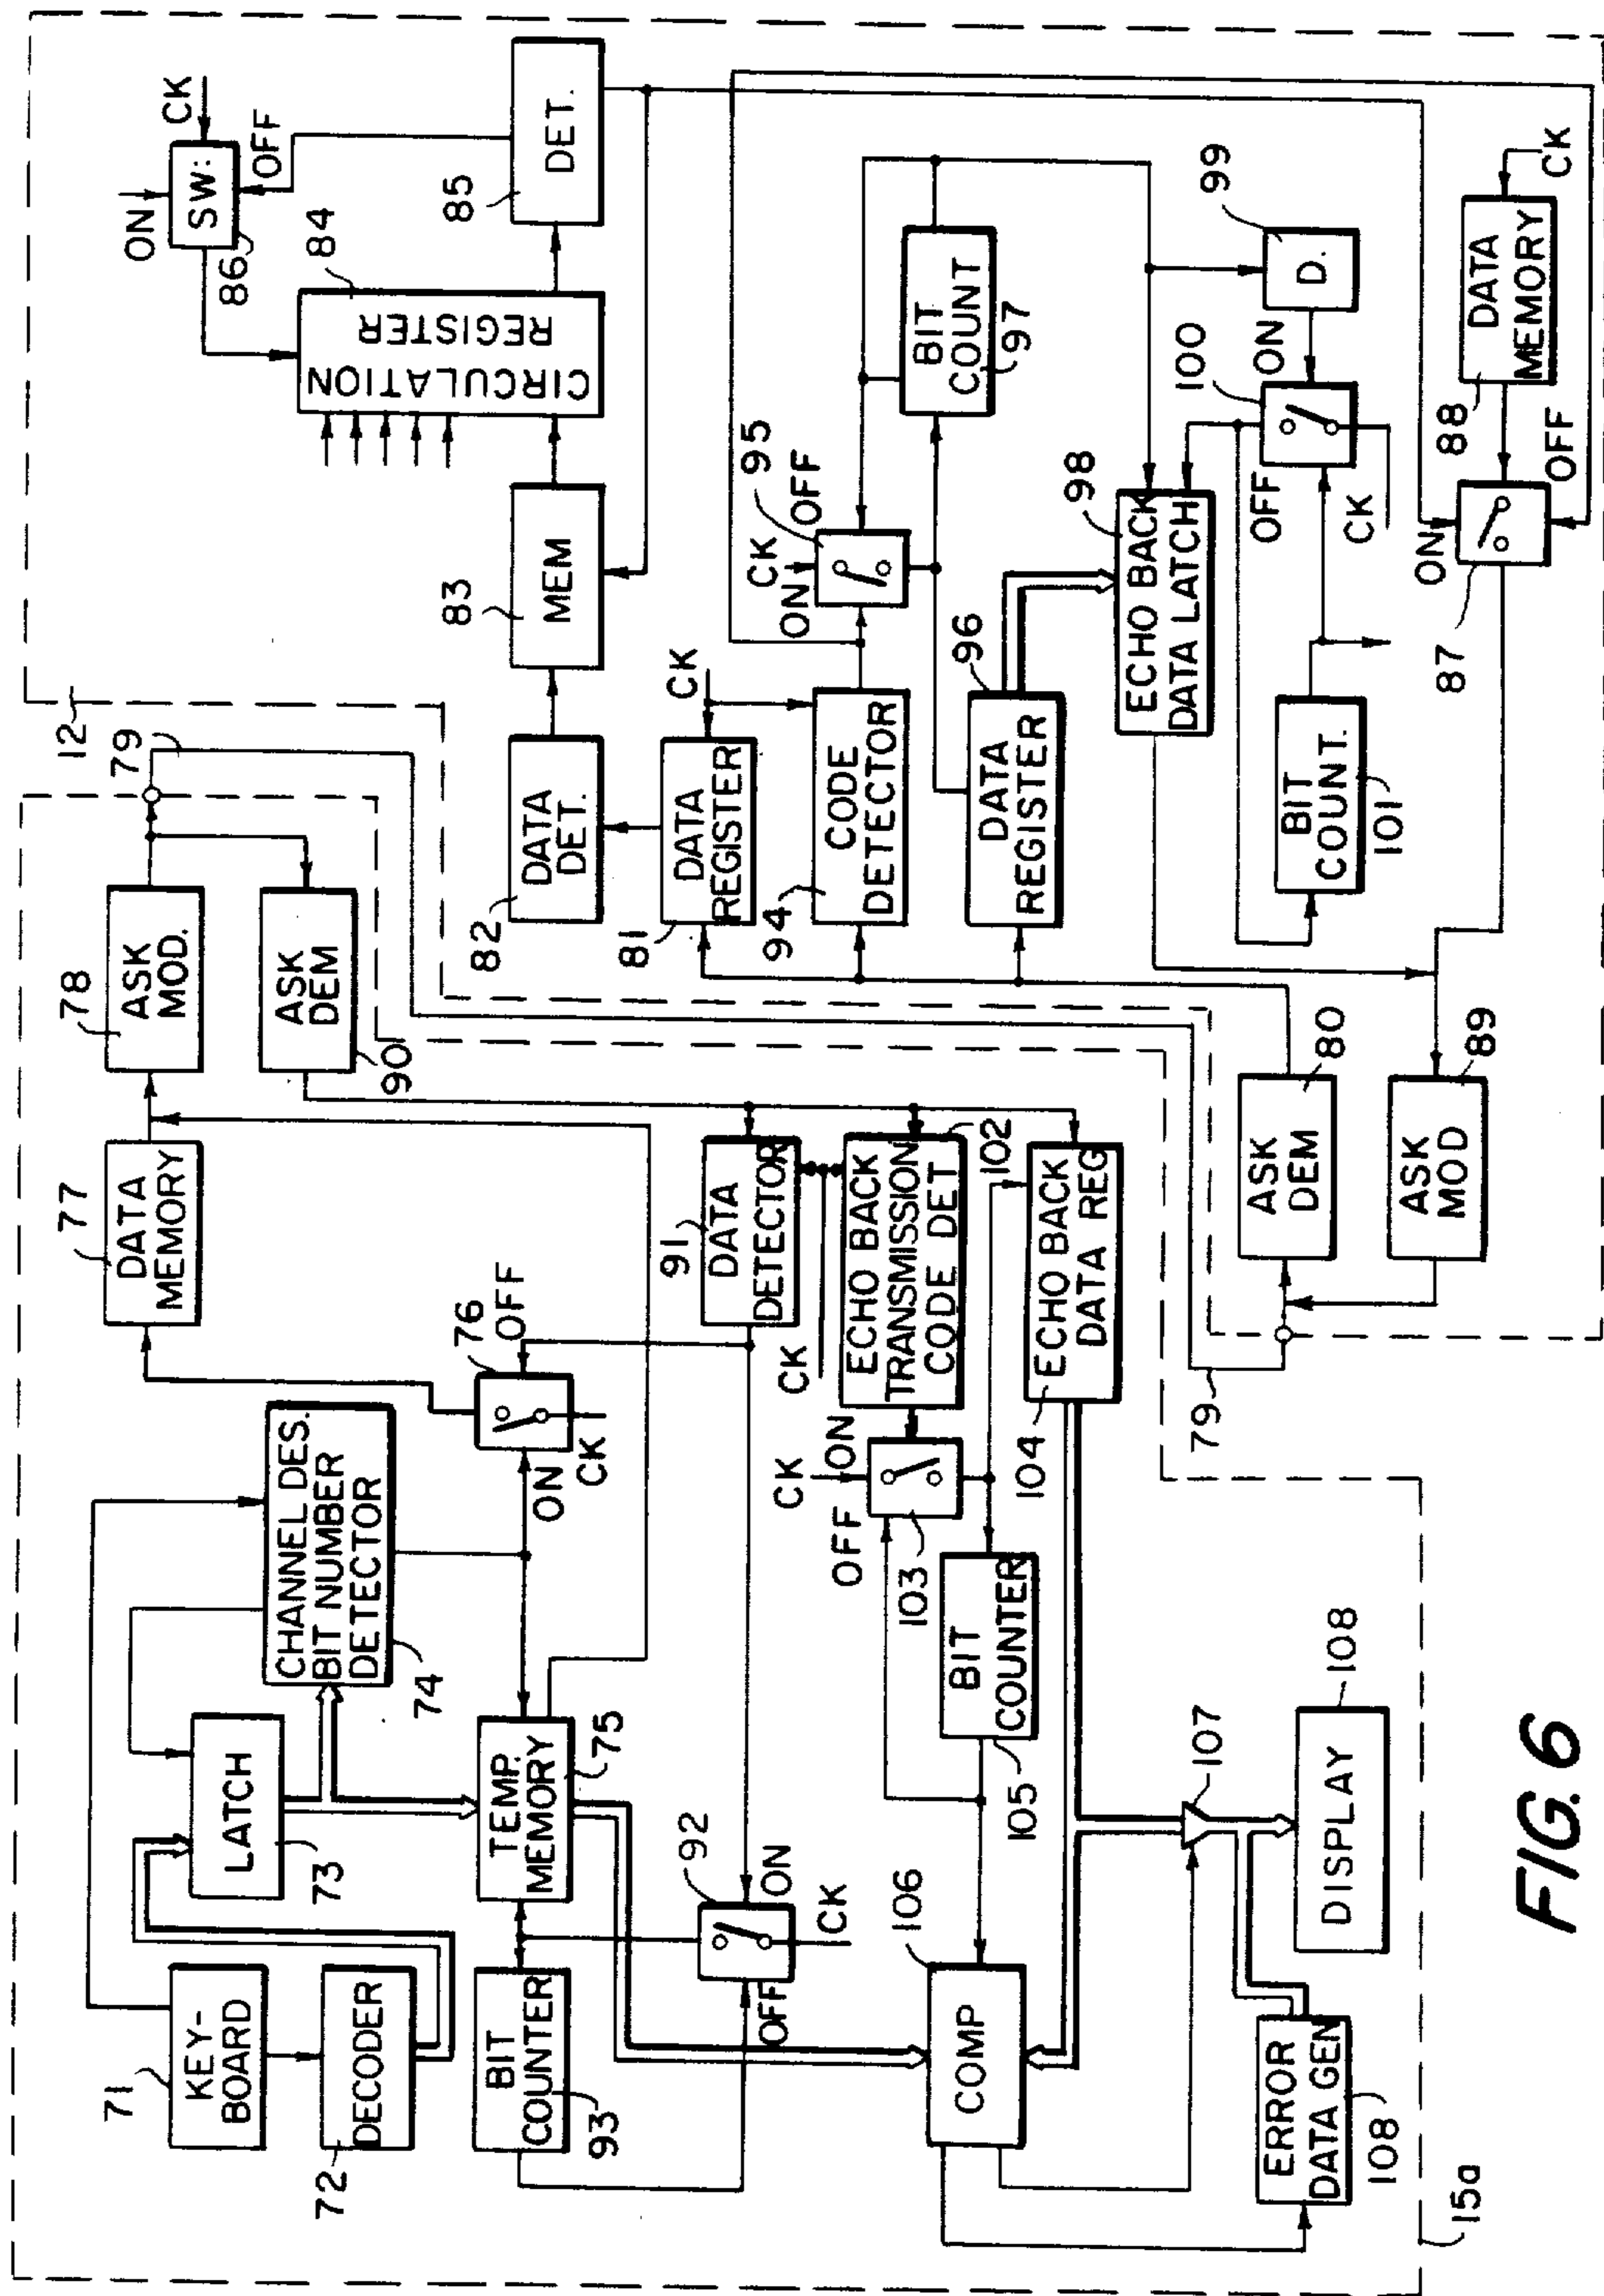 71
KEY-
BOARD
72
DECODER
LATCH
73
CHANNEL DES.
BIT NUMBER
DETECTOR
74
BIT
COUNTER
93
TEMP.
MEMORY
75
76
OFF
ON
CK
77
DATA
MEMORY
78
ASK
MOD.
ASK
DEM
90
79
12
92
ON
OFF
CK
91
DATA
DETECTOR
CK
ECHO BACK
TRANSMISSION
CODE DET
102
CK
ON
OFF
103
104
ECHO BACK
DATA REG
BIT
COUNTER
105
106
COMP
107
DISPLAY
108
ERROR
DATA GEN
108
15a
79
ASK
DEM
80
ASK
MOD
89
82
DATA
DET.
81
DATA
REGISTER
CK
94
CODE
DETECTOR
96
DATA
REGISTER
83
MEM
CIRCULATION
REGISTER
84
85
DET.
ON
SW:
CK
OFF
86
95
CK
ON
OFF
BIT
COUNT
97
98
ECHO BACK
DATA LATCH
99
D.
100
ON
OFF
CK
BIT
COUNT.
101
88
DATA
MEMORY
CK
ON
OFF
87
FIG. 6